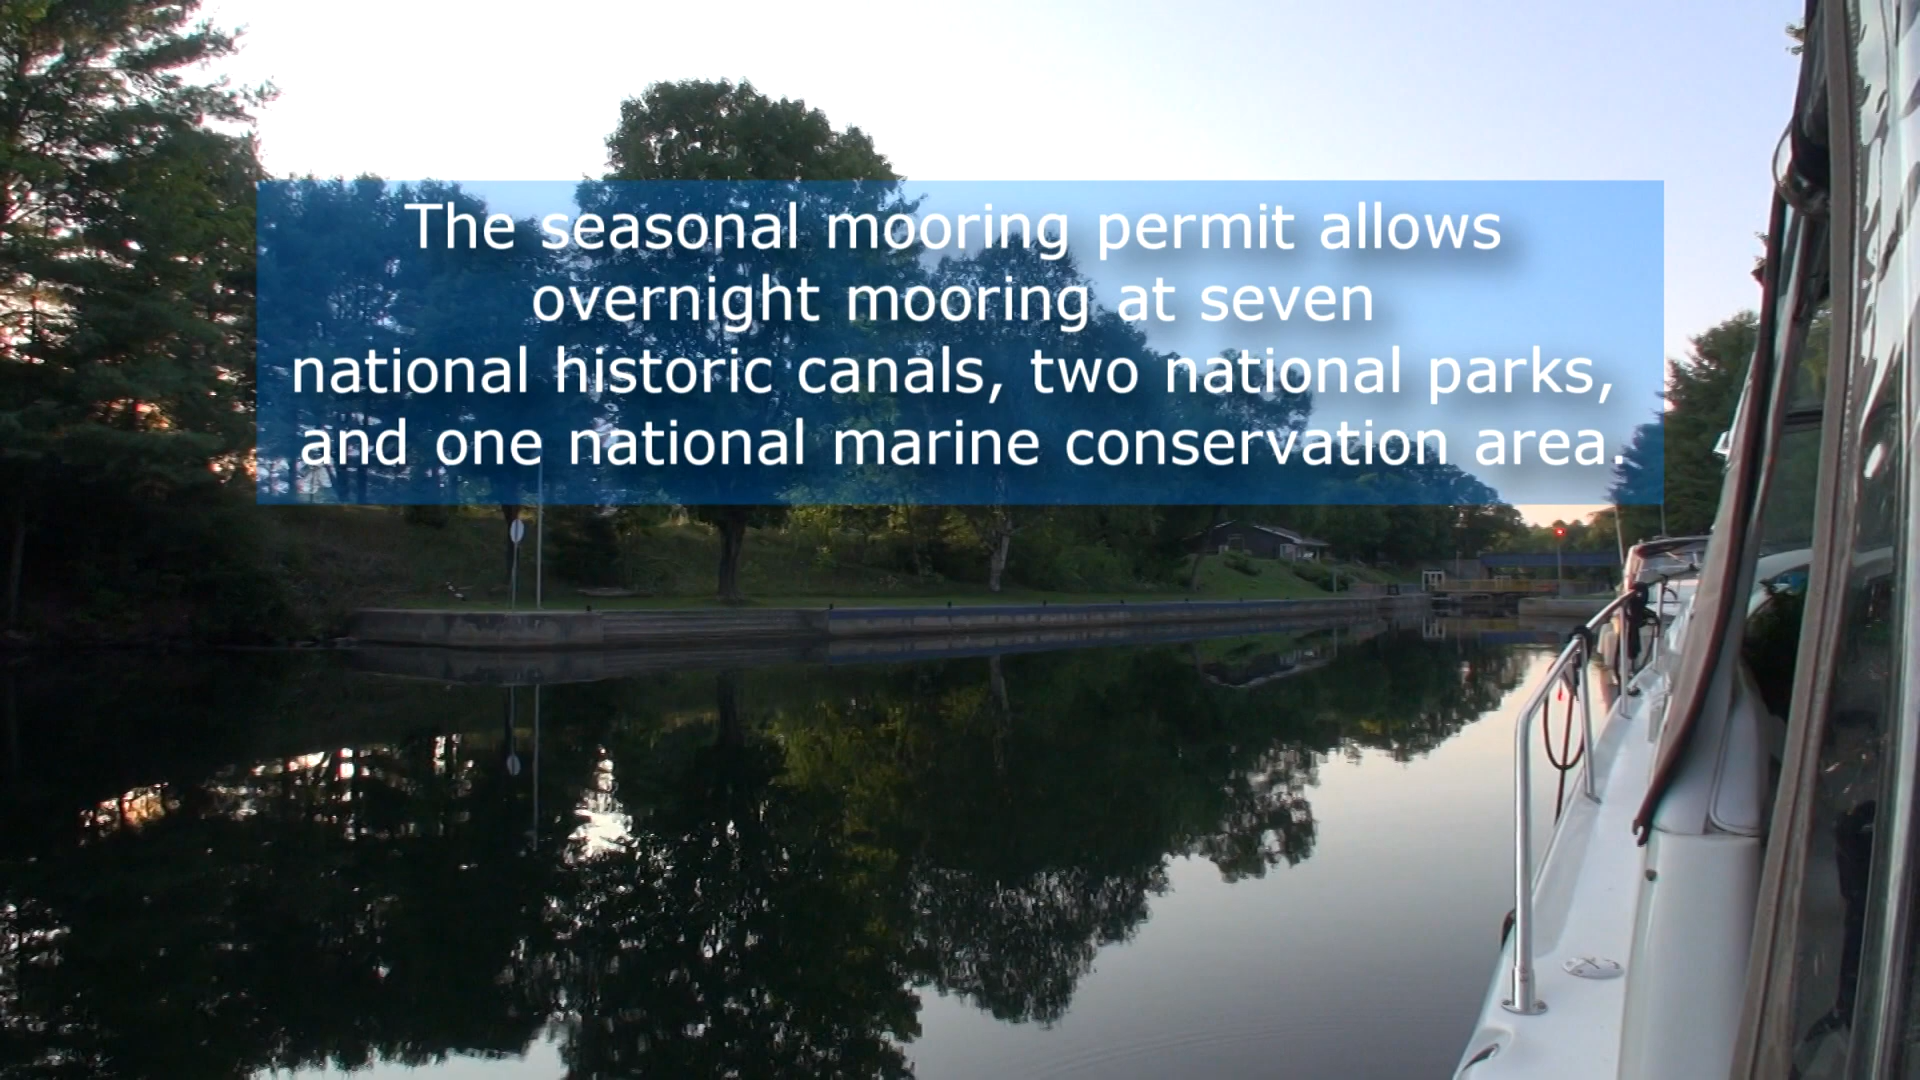 The seasonal mooring permit allows
overnight mooring at seven
national historic canals, two national parks,
and one national marine conservation area.